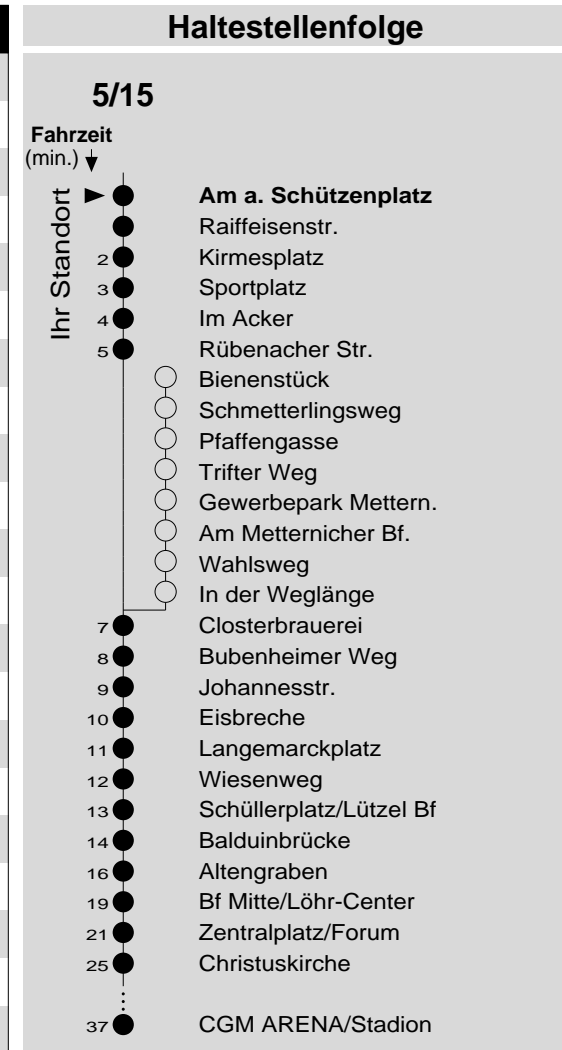 Haltestellenfolge
5/15
Fahrzeit
(min.)
Ihr Standort
Am a. Schützenplatz
Raiffeisenstr.
2 Kirmesplatz
3 Sportplatz
4 Im Acker
5 Rübenacher Str.
Bienenstück
Schmetterlingsweg
Pfaffengasse
Trifter Weg
Gewerbepark Mettern.
Am Metternicher Bf.
Wahlsweg
In der Weglänge
7 Closterbrauerei
8 Bubenheimer Weg
9 Johannesstr.
10 Eisbreche
11 Langemarckplatz
12 Wiesenweg
13 Schüllerplatz/Lützel Bf
14 Balduinbrücke
16 Altengraben
19 Bf Mitte/Löhr-Center
21 Zentralplatz/Forum
25 Christuskirche
37 CGM ARENA/Stadion